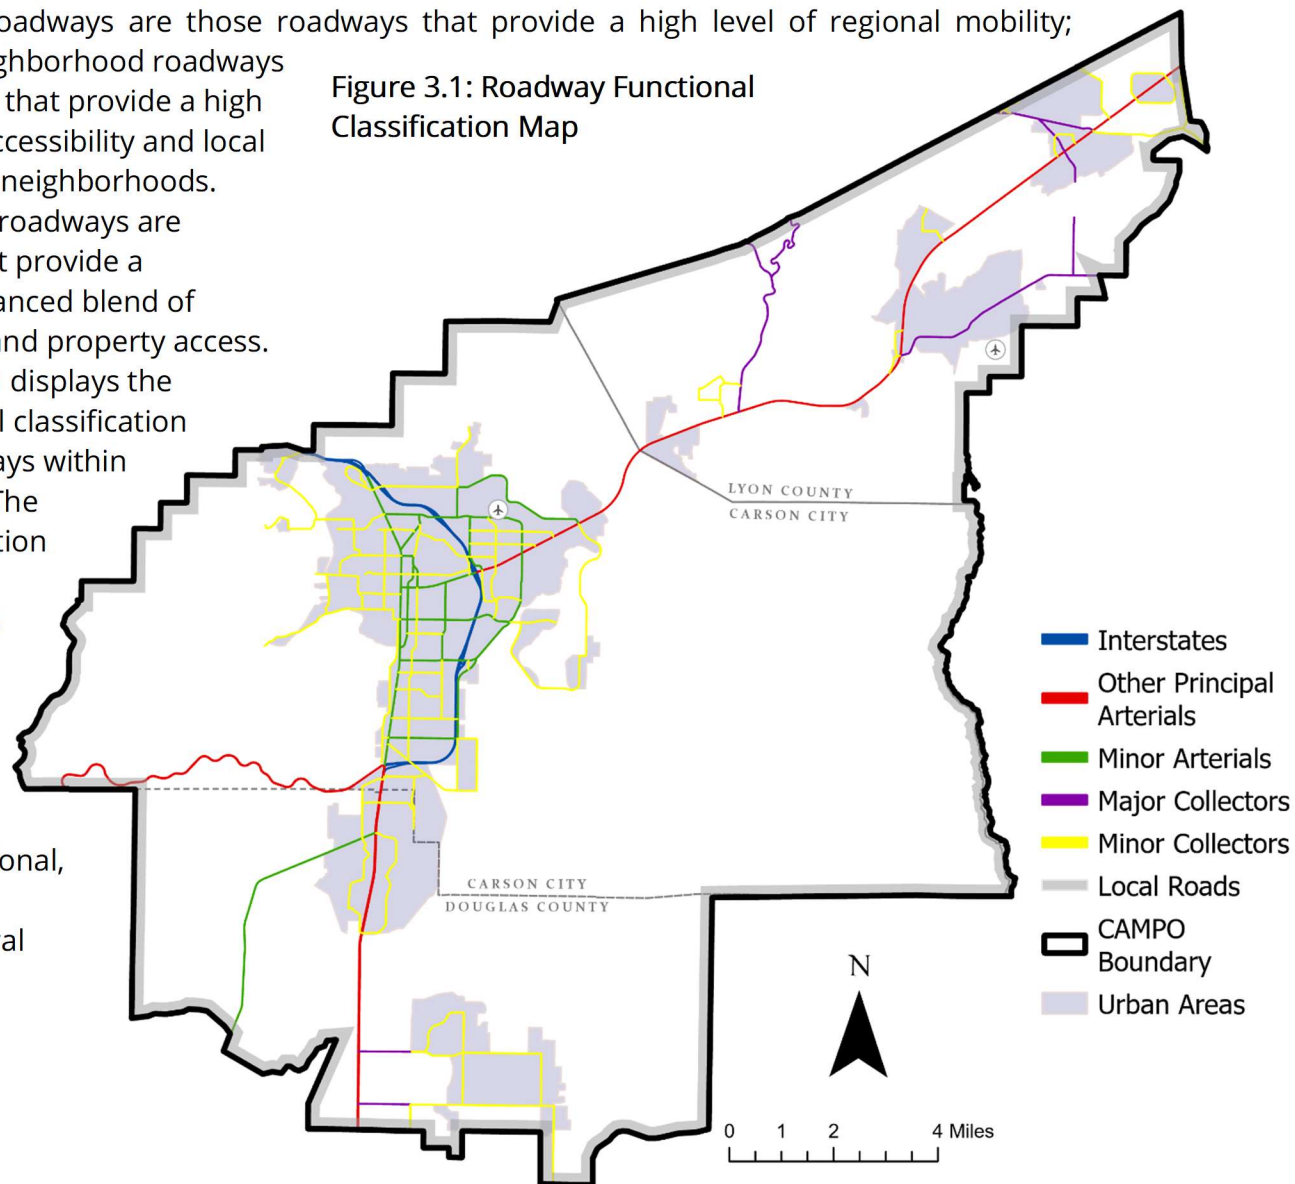 oadways are those roadways that provide a high level of regional mobility;
ghborhood roadways
that provide a high
ccessibility and local
neighborhoods.
roadways are
t provide a
anced blend of
nd property access.
displays the
l classification
ays within
The
tion
onal,
ral
Figure 3.1: Roadway Functional
Classification Map
LYON COUNTY
CARSON CITY
CARSON CITY
DOUGLAS COUNTY
Interstates
Other Principal
Arterials
Minor Arterials
Major Collectors
Minor Collectors
Local Roads
CAMPO
Boundary
Urban Areas
N
0 1 2 4 Miles